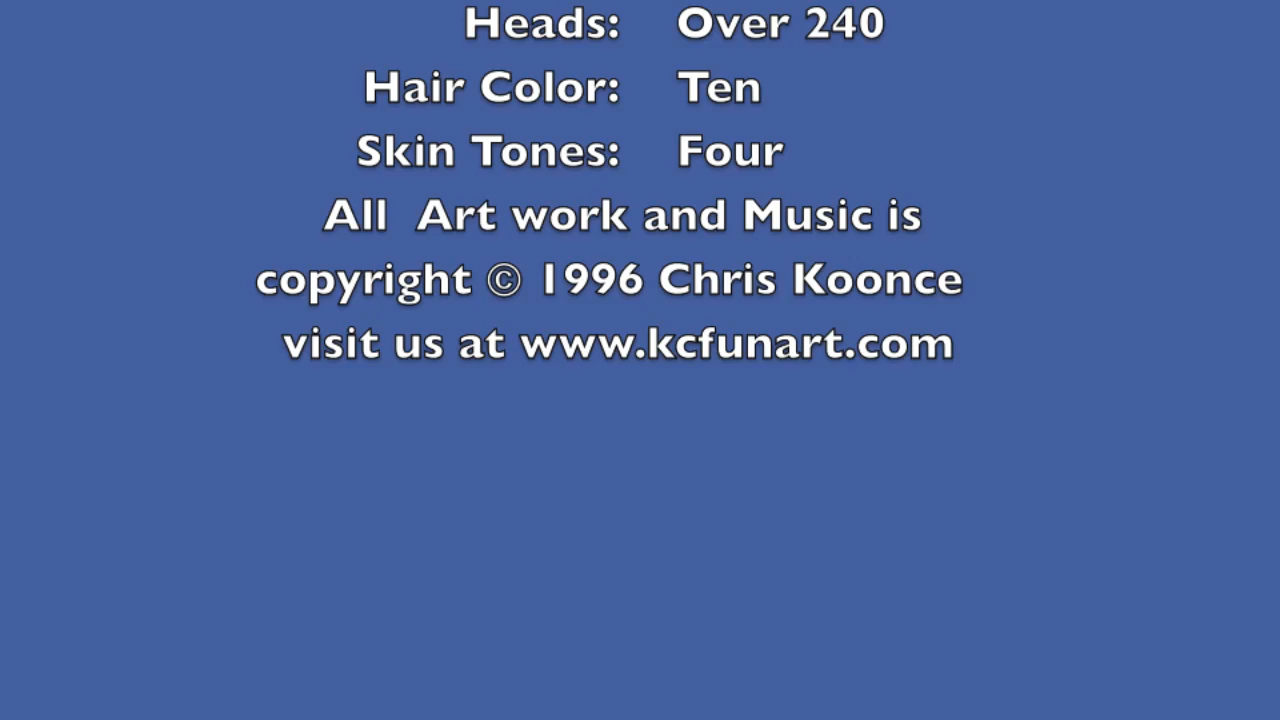 Heads: Over 240
Hair Color: Ten
Skin Tones: Four
All Art work and Music is
copyright © 1996 Chris Koonce
visit us at www.kcfunart.com